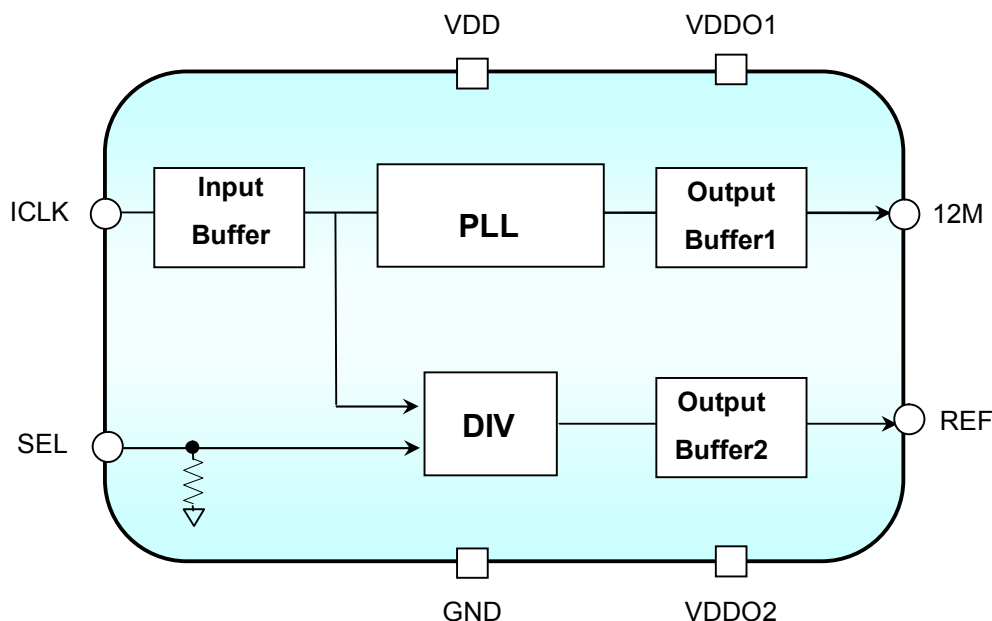 VDD
VDDO1
ICLK
Input
Buffer
PLL
Output
Buffer1
12M
SEL
DIV
Output
Buffer2
REF
GND
VDDO2